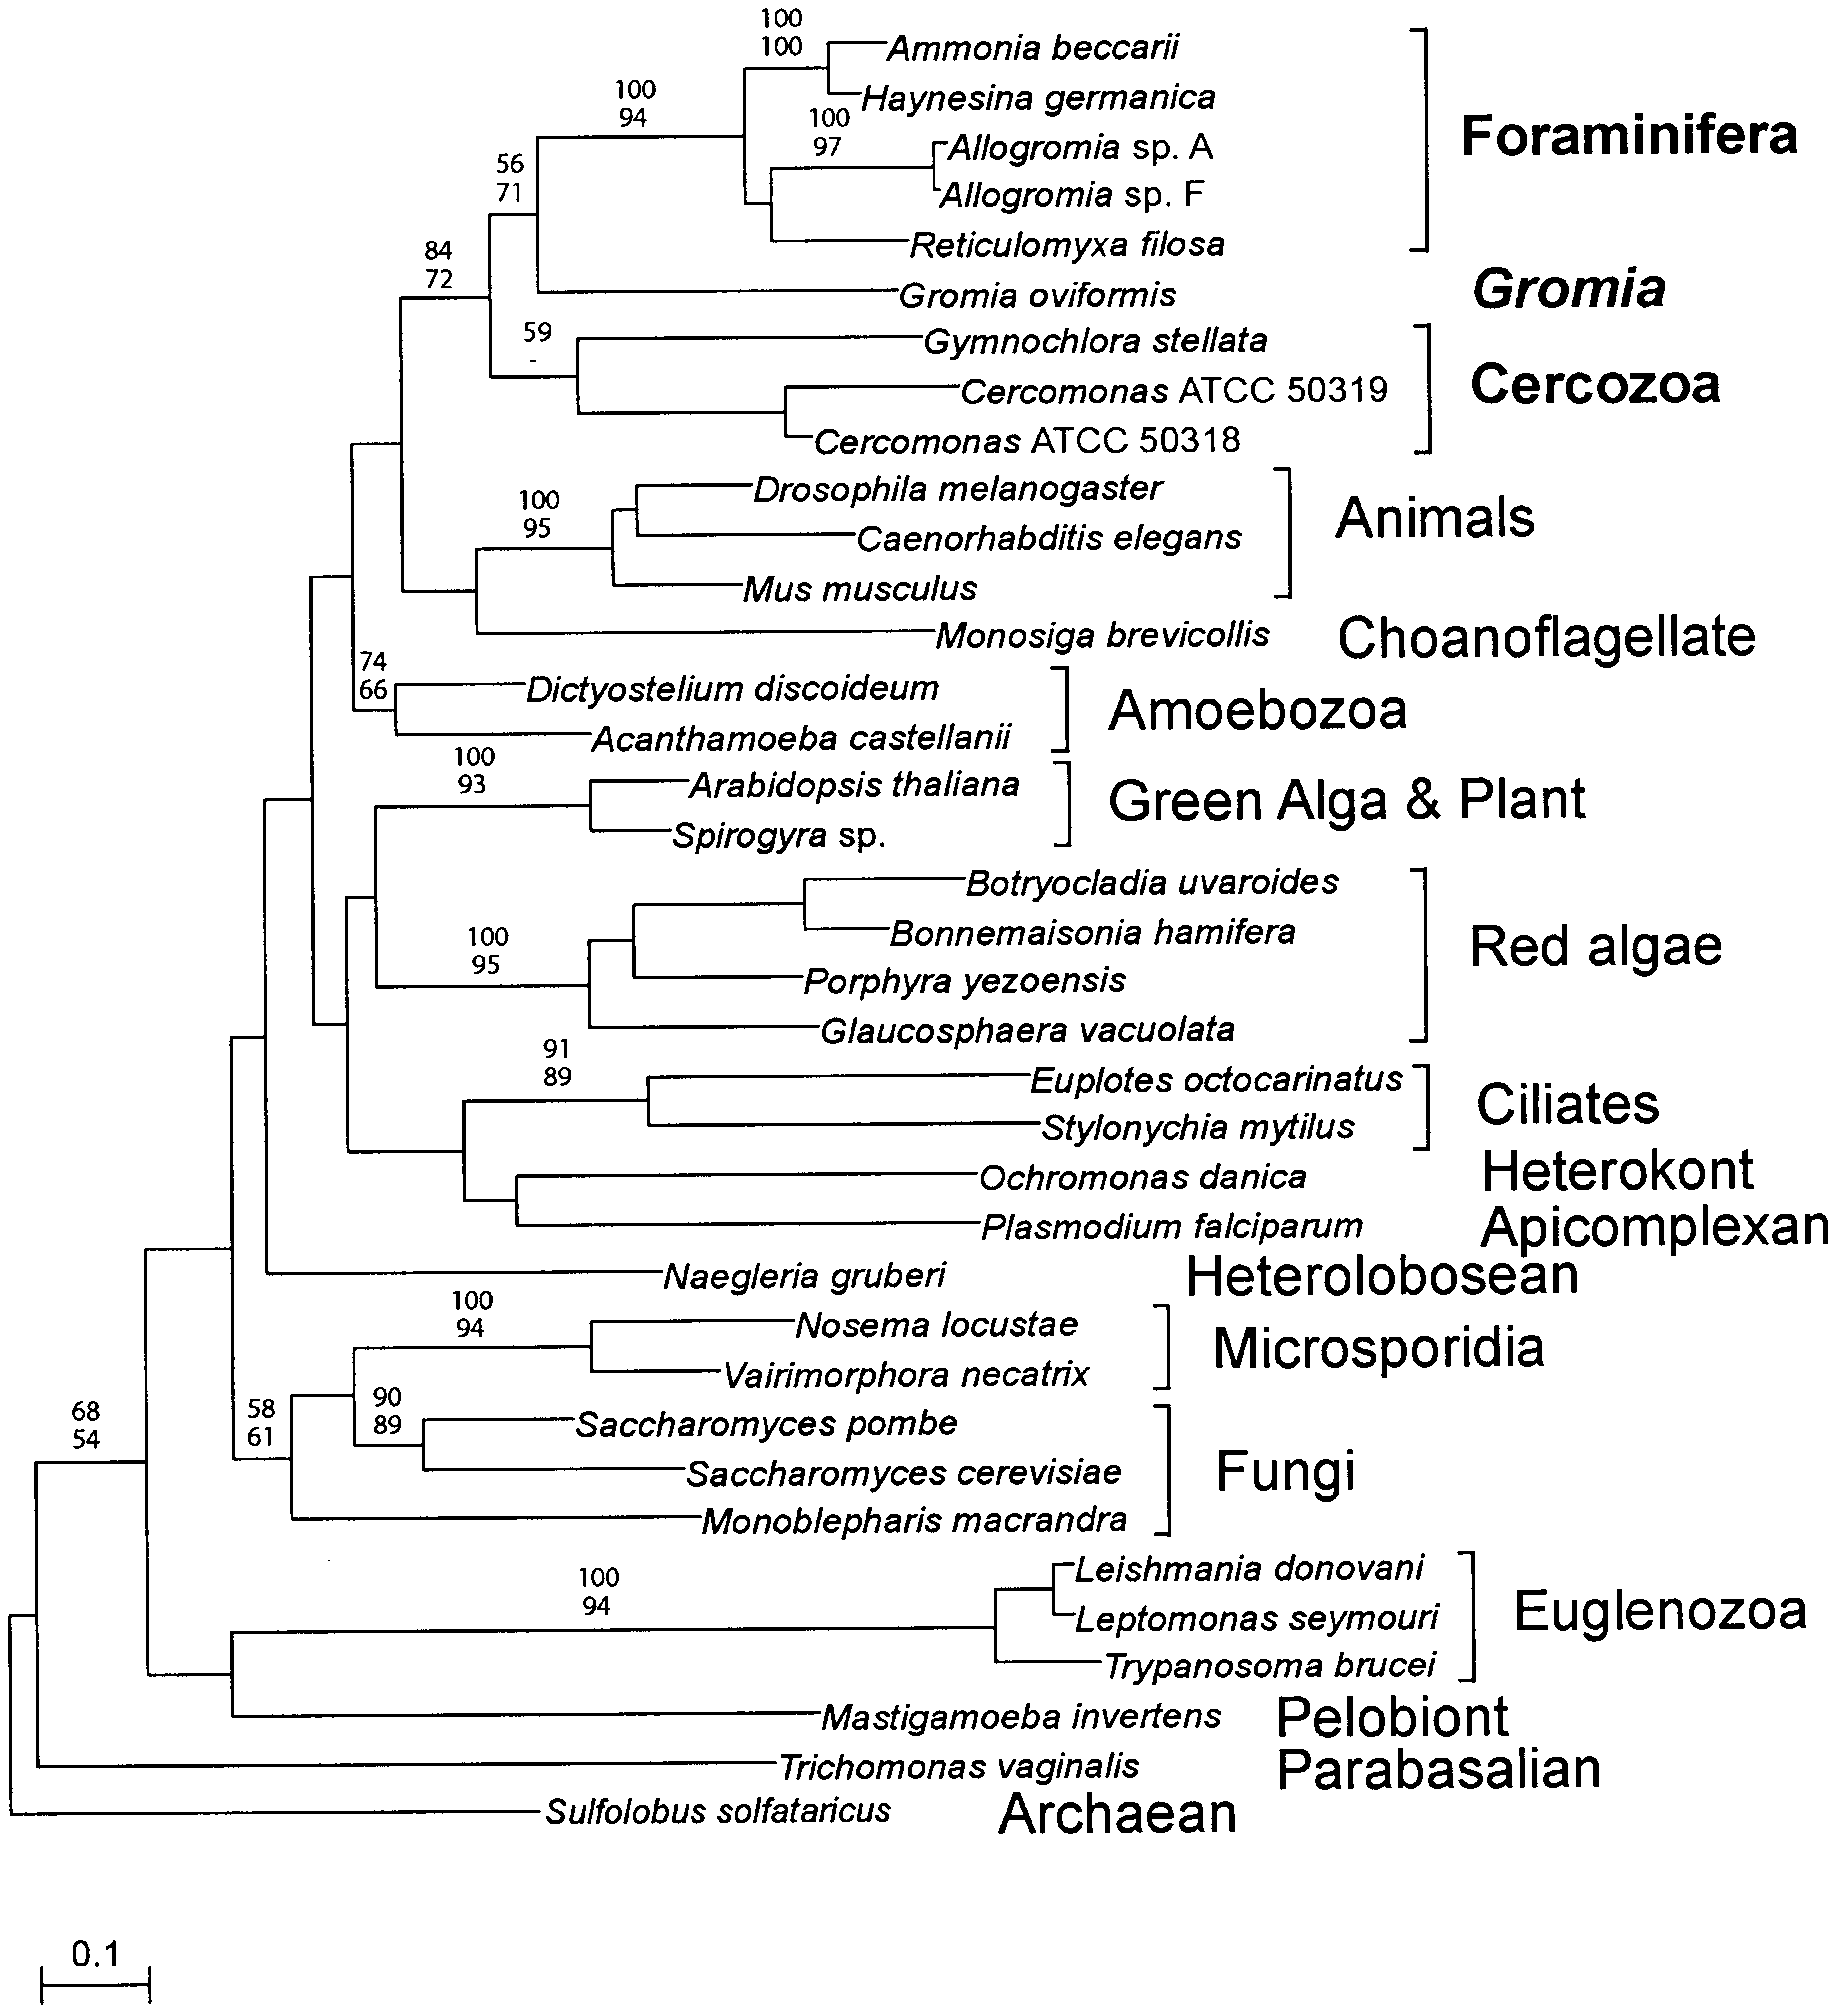 100
100
Ammonia beccarii
Haynesina germanica
100
94
100
97
Allogromia sp. A
Allogromia sp. F
Reticulomyxa filosa
Foraminifera
56
71
84
72
Gromia oviformis
Gromia
59
-
Gymnochlora stellata
Cercomonas ATCC 50319
Cercomonas ATCC 50318
Cercozoa
100
95
Drosophila melanogaster
Caenorhabditis elegans
Mus musculus
Animals
Monosiga brevicollis
Choanoflagellate
74
66
Dictyostelium discoideum
Acanthamoeba castellanii
Amoebozoa
100
93
Arabidopsis thaliana
Spirogyra sp.
Green Alga & Plant
100
95
Botryocladia uvaroides
Bonnemaisonia hamifera
Porphyra yezoensis
Glaucosphaera vacuolata
Red algae
91
89
Euplotes octocarinatus
Stylonychia mytilus
Ciliates
Ochromonas danica
Heterokont
Plasmodium falciparum
Apicomplexan
Naegleria gruberi
Heterolobosean
100
94
Nosema locustae
Vairimorphora necatrix
Microsporidia
58
61
90
89
Saccharomyces pombe
Saccharomyces cerevisiae
Monoblepharis macrandra
Fungi
68
54
100
94
Leishmania donovani
Leptomonas seymouri
Trypanosoma brucei
Euglenozoa
Mastigamoeba invertens
Pelobiont
Trichomonas vaginalis
Parabasalian
Sulfolobus solfataricus
Archaean
0.1